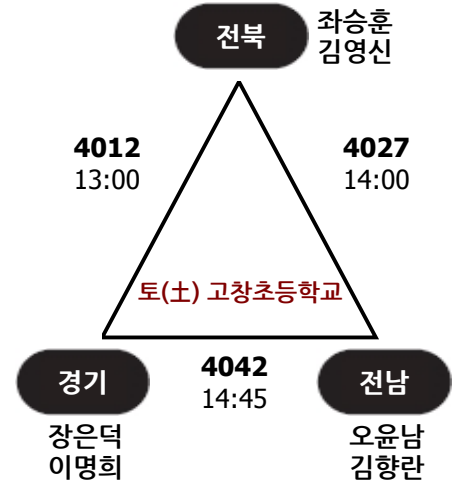 전북
좌승훈
김영신
4012
13:00
4027
14:00
토(土) 고창초등학교
4042
14:45
경기
장은덕
이명희
전남
오윤남
김향란